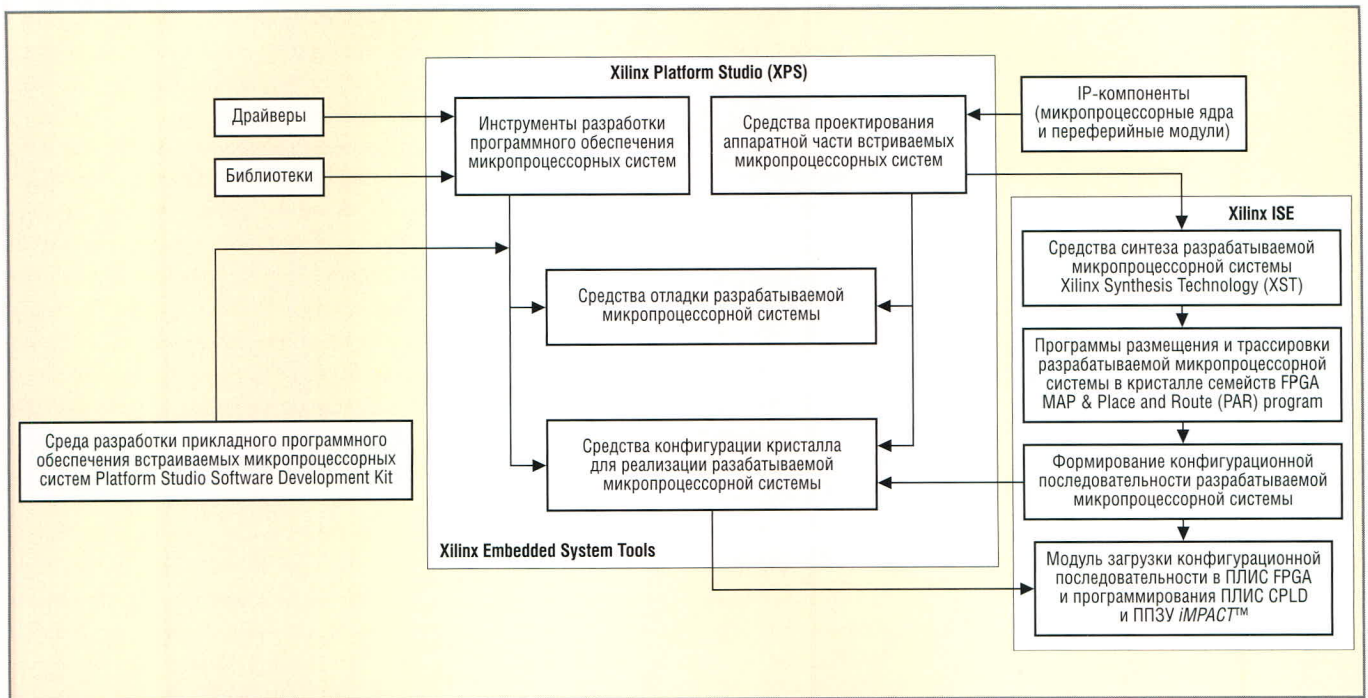 Xilinx Platform Studio (XPS)
Драйверы
Библиотеки
Инструменты разработки
программного обеспечения
микропроцессорных систем
Средства проектирования
аппаратной части встриваемых
микропроцессорных систем
IP-компоненты
(микропроцессорные ядра
и переферийные модули)
Xilinx ISE
Средства синтеза разрабатываемой
микропроцессорной системы
Xilinx Synthesis Technology (XST)
Средства отладки разрабатываемой
микропроцессорной системы
Программы размещения и трассировки
разрабатываемой микропроцессорной
системы в кристалле семейств FPGA
MAP & Place and Route (PAR) program
Среда разработки прикладного программного
обеспечения встраиваемых микропроцессорных
систем Platform Studio Software Development Kit
Средства конфигурации кристалла
для реализации разабатываемой
микропроцессорной системы
Формирование конфигурационной
последовательности разрабатываемой
микропроцессорной системы
Xilinx Embedded System Tools
Модуль загрузки конфигурационной
последовательности в ПЛИС FPGA
и программирования ПЛИС CPLD
и ППЗУ iMPACT™